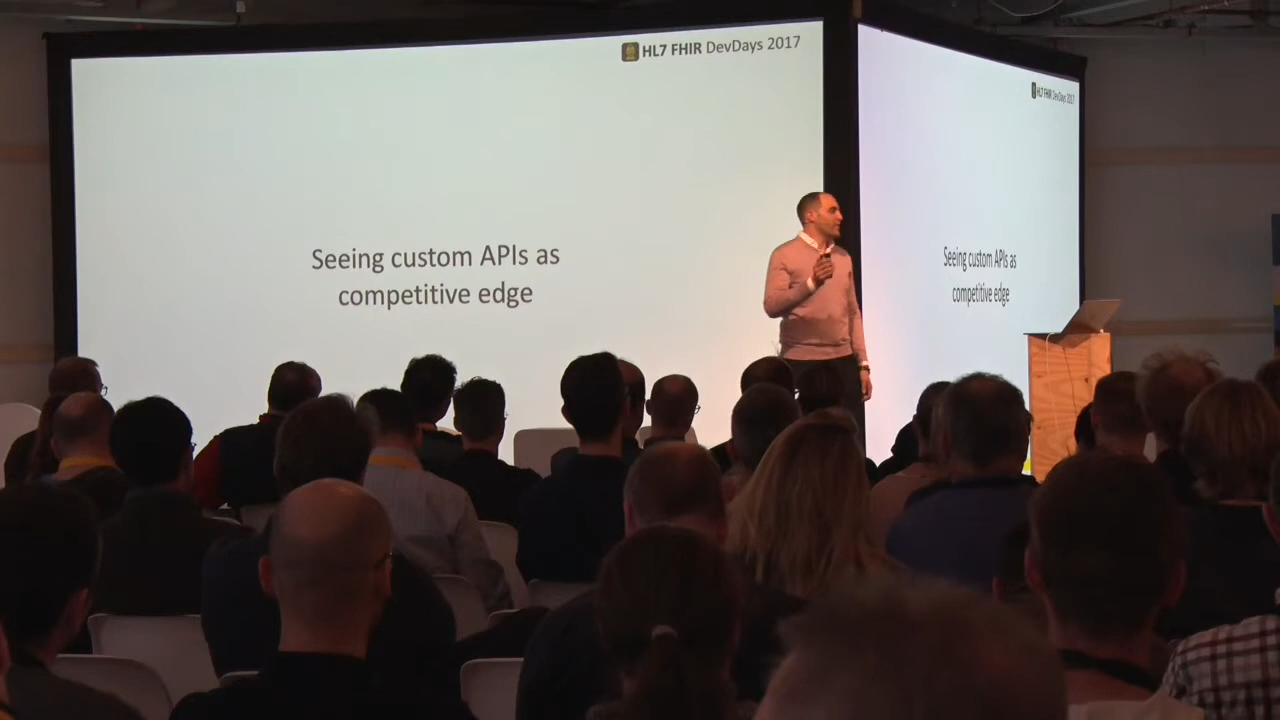 HL7 FHIR DevDays 2017
Seeing custom APIs as
competitive edge
HL7 FHIR DevDays 2017
Seeing custom APIs as
competitive edge